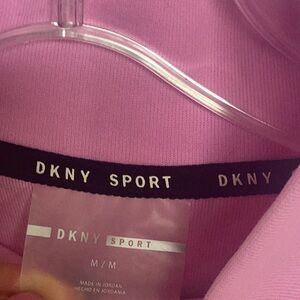 DKNY SPORT DKNY
DKNY SPORT
M / M
MADE IN JORDAN
HECHO EN JORDANIA